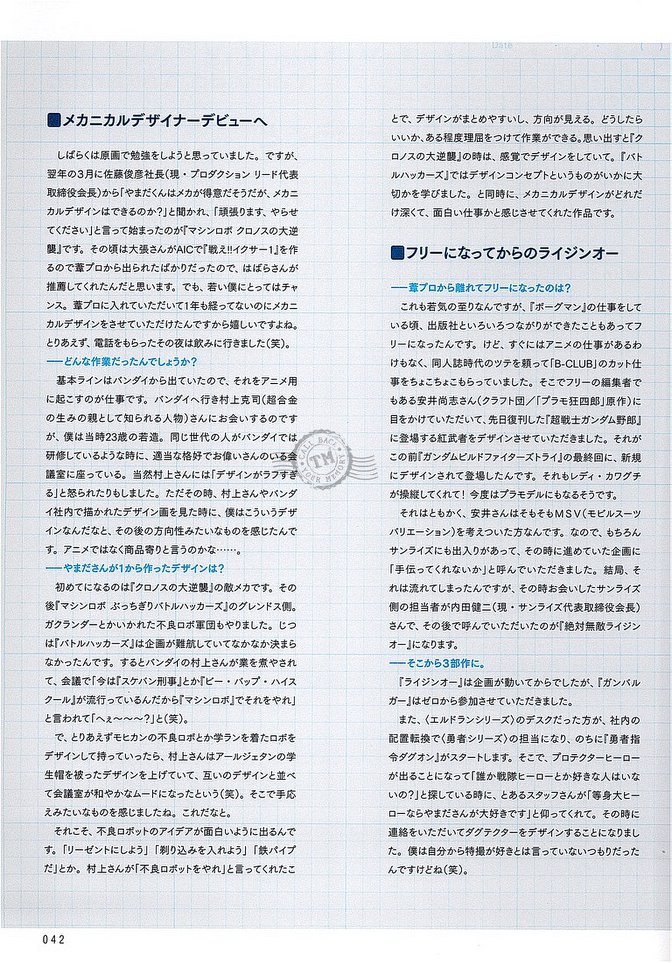 Date
■メカニカルデザイナーデビューへ
しばらくは原画で勉強をしようと思っていました。ですが、
翌年の3月に佐藤俊彦社長(現・プロダクション リード代表
取締役会長)から「やまだくんはメカが得意だそうだが、メカニ
カルデザインはできるのか?」と聞かれ、「頑張ります、やらせ
てください」と言って始まったのが『マシンロボ クロノスの大逆
襲』です。その頃は大張さんがAICで『戦え!!イクサー1』を作
るので葦プロから出られたばかりだったので、はばらさんが
推薦してくれたんだと思います。でも、若い僕にとってはチャ
ンス。葦プロに入れていただいて1年も経ってないのにメカニ
カルデザインをさせていただけたんですから嬉しいですよね。
とりあえず、電話をもらったその夜は飲みに行きました(笑)。
──どんな作業だったんでしょうか?
基本ラインはバンダイから出ていたので、それをアニメ用
に起こすのが仕事です。バンダイへ行き村上克司(超合金
の生みの親として知られる人物)さんにお会いするのです
が、僕は当時23歳の若造。同じ世代の人がバンダイでは
研修しているような時に、適当な格好でお偉いさんのいる会
議室に座っている。当然村上さんには「デザインがラフすぎ
る」と怒られたりもしました。ただその時、村上さんやバンダ
イ社内で描かれたデザイン画を見た時に、僕はこういうデザ
インなんだなと、その後の方向性みたいなものを感じたんで
す。アニメではなく商品寄りと言うのかな……。
──やまださんが1から作ったデザインは?
初めてになるのは『クロノスの大逆襲』の敵メカです。その
後『マシンロボ ぶっちぎりバトルハッカーズ』のグレンドス側。
ガクランダーとかいかれた不良ロボ軍団もやりました。じつ
は『バトルハッカーズ』は企画が難航していてなかなか決まら
なかったんです。するとバンダイの村上さんが業を煮やされ
て、会議で「今は『スケバン刑事』とか『ビー・バップ・ハイス
クール』が流行っているんだから『マシンロボ』でそれをやれ」
と言われて「へぇ〜〜〜?」と(笑)。
で、とりあえずモヒカンの不良ロボとか学ランを着たロボを
デザインして持っていったら、村上さんはアールジェタンの学
生帽を被ったデザインを上げていて、互いのデザインと並べ
て会議室が和やかなムードになったという(笑)。そこで手応
えみたいなものを感じましたね。これだなと。
それこそ、不良ロボットのアイデアが面白いように出るんで
す。「リーゼントにしよう」「剃り込みを入れよう」「鉄パイプ
だ」とか。村上さんが「不良ロボットをやれ」と言ってくれたこ
とで、デザインがまとめやすいし、方向が見える。どうしたら
いいか、ある程度理屈をつけて作業ができる。思い出すと『ク
ロノスの大逆襲』の時は、感覚でデザインをしていて。『バト
ルハッカーズ』ではデザインコンセプトというものがいかに大
切かを学びました。と同時に、メカニカルデザインがどれだ
け深くて、面白い仕事かと感じさせてくれた作品です。
■フリーになってからのライジンオー
──葦プロから離れてフリーになったのは?
これも若気の至りなんですが、『ボーグマン』の仕事をして
いる頃、出版社といろいろつながりができたこともあってフ
リーになったんです。けど、すぐにはアニメの仕事があるわ
けもなく、同人誌時代のツテを頼って「B-CLUB」のカット仕
事をちょこちょこもらっていました。そこでフリーの編集者で
もある安井尚志さん(クラフト団/『プラモ狂四郎』原作)に
目をかけていただいて、先日復刊した『超戦士ガンダム野郎』
に登場する紅武者をデザインさせていただきました。それが
この前『ガンダムビルドファイターズトライ』の最終回に、新規
にデザインされて登場したんです。それもレディ・カワグチ
が操縦してくれて! 今度はプラモデルにもなるそうです。
それはともかく、安井さんはそもそもMSV(モビルスーツ
バリエーション)を考えついた方なんです。なので、もちろん
サンライズにも出入りがあって、その時に進めていた企画に
「手伝ってくれないか」と呼んでいただきました。結局、そ
れは流れてしまったんですが、その時お会いしたサンライズ
側の担当者が内田健二(現・サンライズ代表取締役会長)
さんで、その後で呼んでいただいたのが『絶対無敵ライジン
オー』になります。
──そこから3部作に。
『ライジンオー』は企画が動いてからでしたが、『ガンバル
ガー』はゼロから参加させていただきました。
また、〈エルドランシリーズ〉のデスクだった方が、社内の
配置転換で〈勇者シリーズ〉の担当になり、のちに『勇者指
令ダグオン』がスタートします。そこで、プロテクターヒーロー
が出ることになって「誰か戦隊ヒーローとか好きな人はいな
いの?」と探している時に、とあるスタッフさんが「等身大ヒー
ローならやまださんが大好きです」と仰ってくれて。その時に
連絡をいただいてダグテクターをデザインすることになりまし
た。僕は自分から特撮が好きとは言っていないつもりだった
んですけどね(笑)。
CALL BACK
TM
042